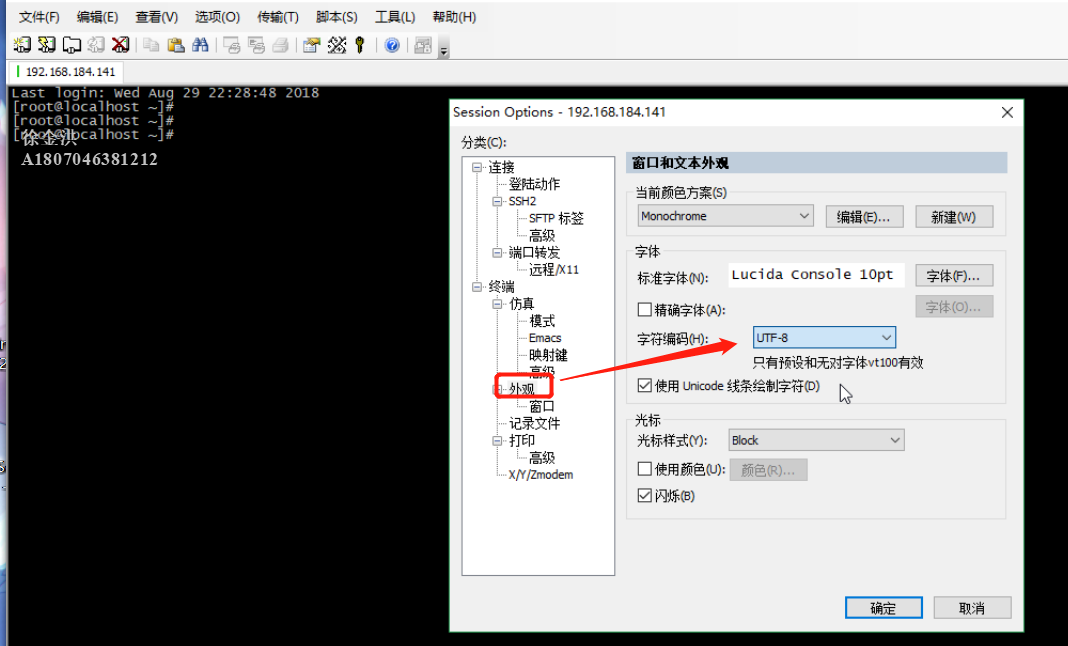 文件(F) 编辑(E) 查看(V) 选项(O) 传输(T) 脚本(S) 工具(L) 帮助(H)
192.168.184.141
Last login: Wed Aug 29 22:28:48 2018
[root@localhost ~]#
[root@localhost ~]#
[root@localhost ~]#
徐金洪
A1807046381212
Session Options - 192.168.184.141
分类(C):
连接
登陆动作
SSH2
SFTP 标签
高级
端口转发
远程/X11
终端
仿真
模式
Emacs
映射键
高级
外观
窗口
记录文件
打印
高级
X/Y/Zmodem
窗口和文本外观
当前颜色方案(S)
Monochrome 编辑(E)... 新建(W)
字体
标准字体(N): Lucida Console 10pt 字体(F)...
精确字体(A): 字体(O)...
字符编码(H): UTF-8
只有预设和无对字体vt100有效
使用 Unicode 线条绘制字符(D)
光标
光标样式(Y): Block
使用颜色(U): 颜色(R)...
闪烁(B)
确定 取消